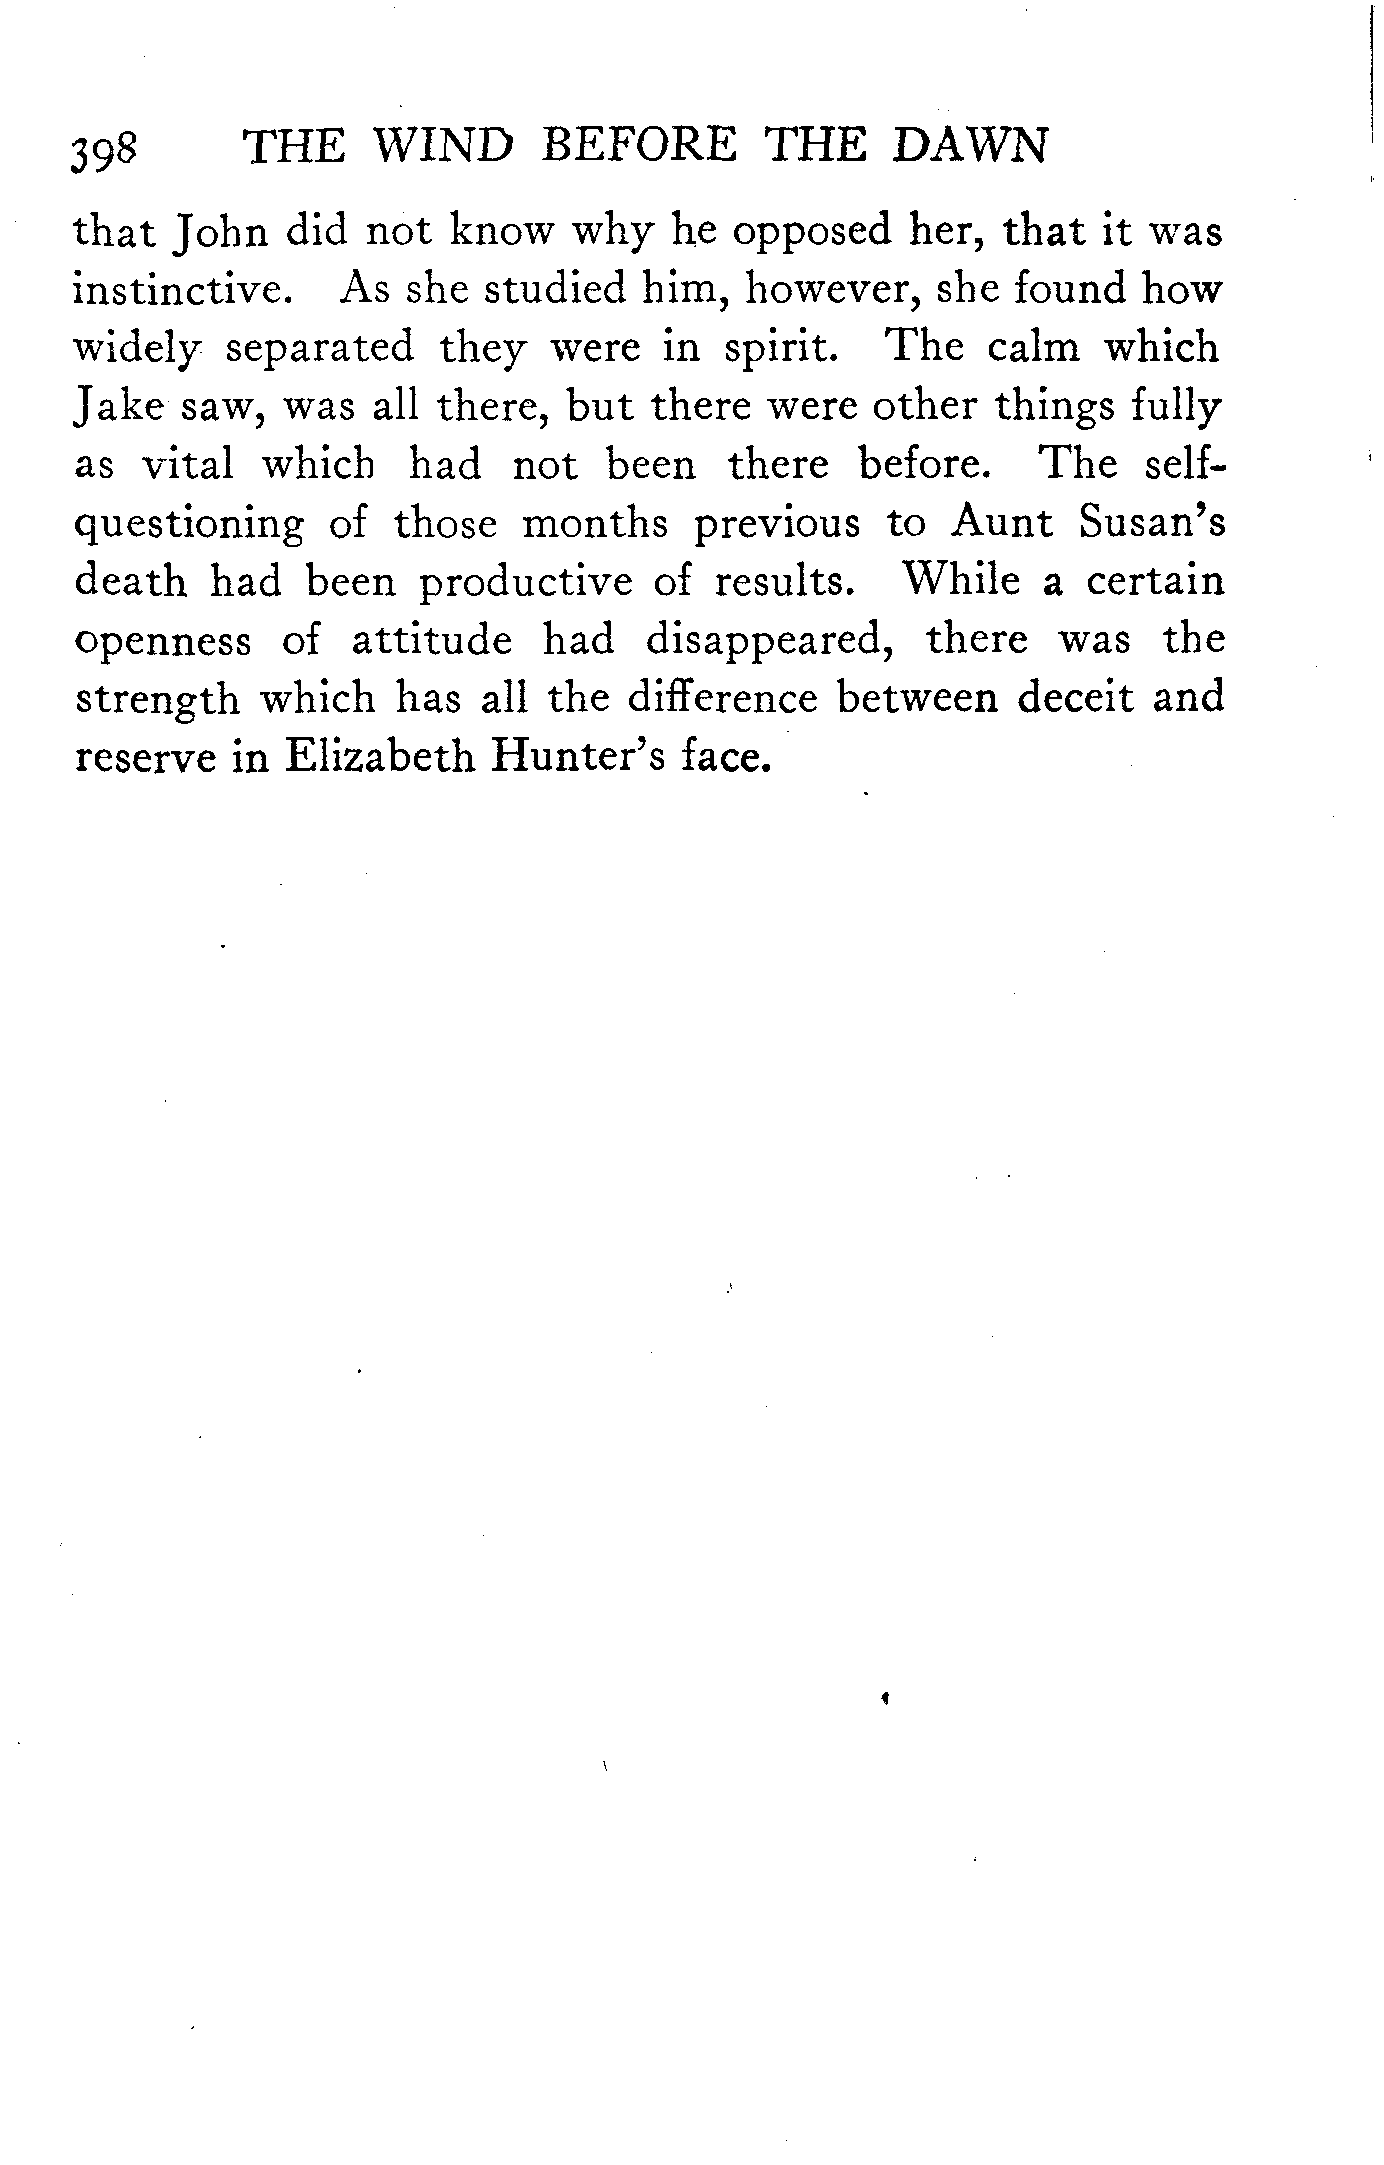 398 THE WIND BEFORE THE DAWN
that John did not know why he opposed her, that it was
instinctive. As she studied him, however, she found how
widely separated they were in spirit. The calm which
Jake saw, was all there, but there were other things fully
as vital which had not been there before. The self-
questioning of those months previous to Aunt Susan's
death had been productive of results. While a certain
openness of attitude had disappeared, there was the
strength which has all the difference between deceit and
reserve in Elizabeth Hunter's face.